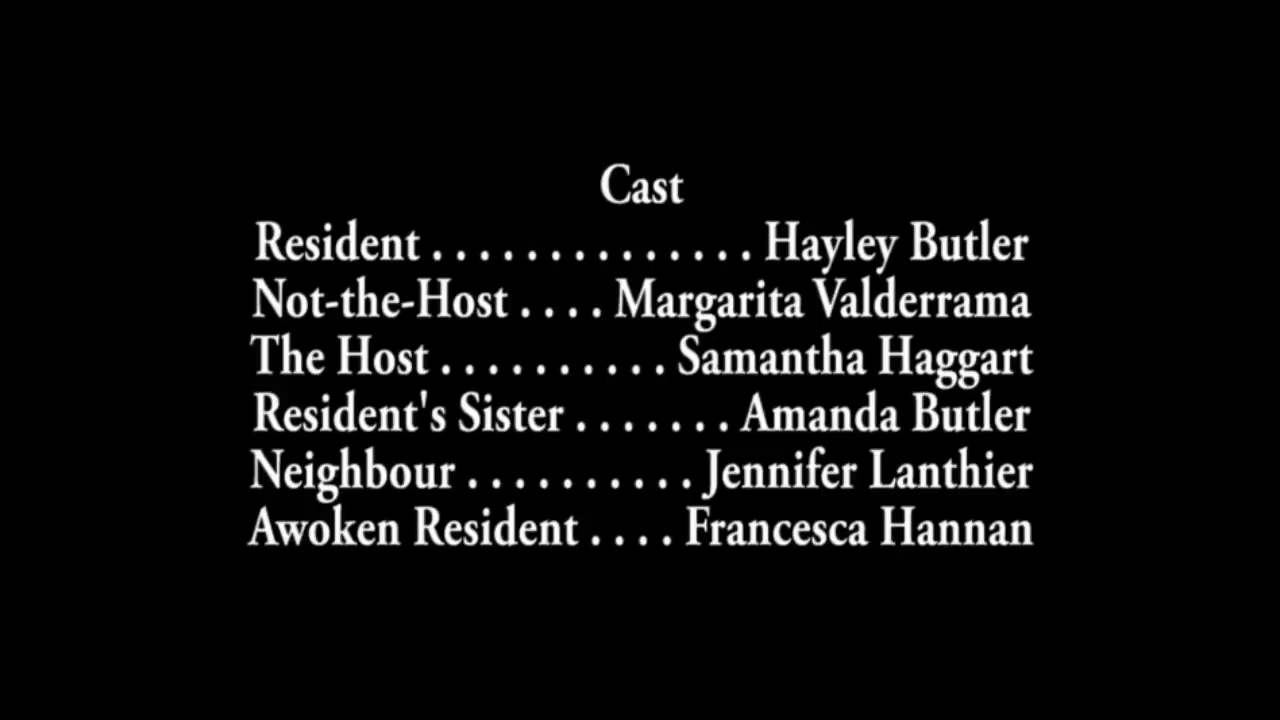 Cast
Resident . . . . . . . . . . . . . . Hayley Butler
Not-the-Host . . . . Margarita Valderrama
The Host . . . . . . . . . . Samantha Haggart
Resident's Sister . . . . . . . Amanda Butler
Neighbour . . . . . . . . . . Jennifer Lanthier
Awoken Resident . . . . Francesca Hannan